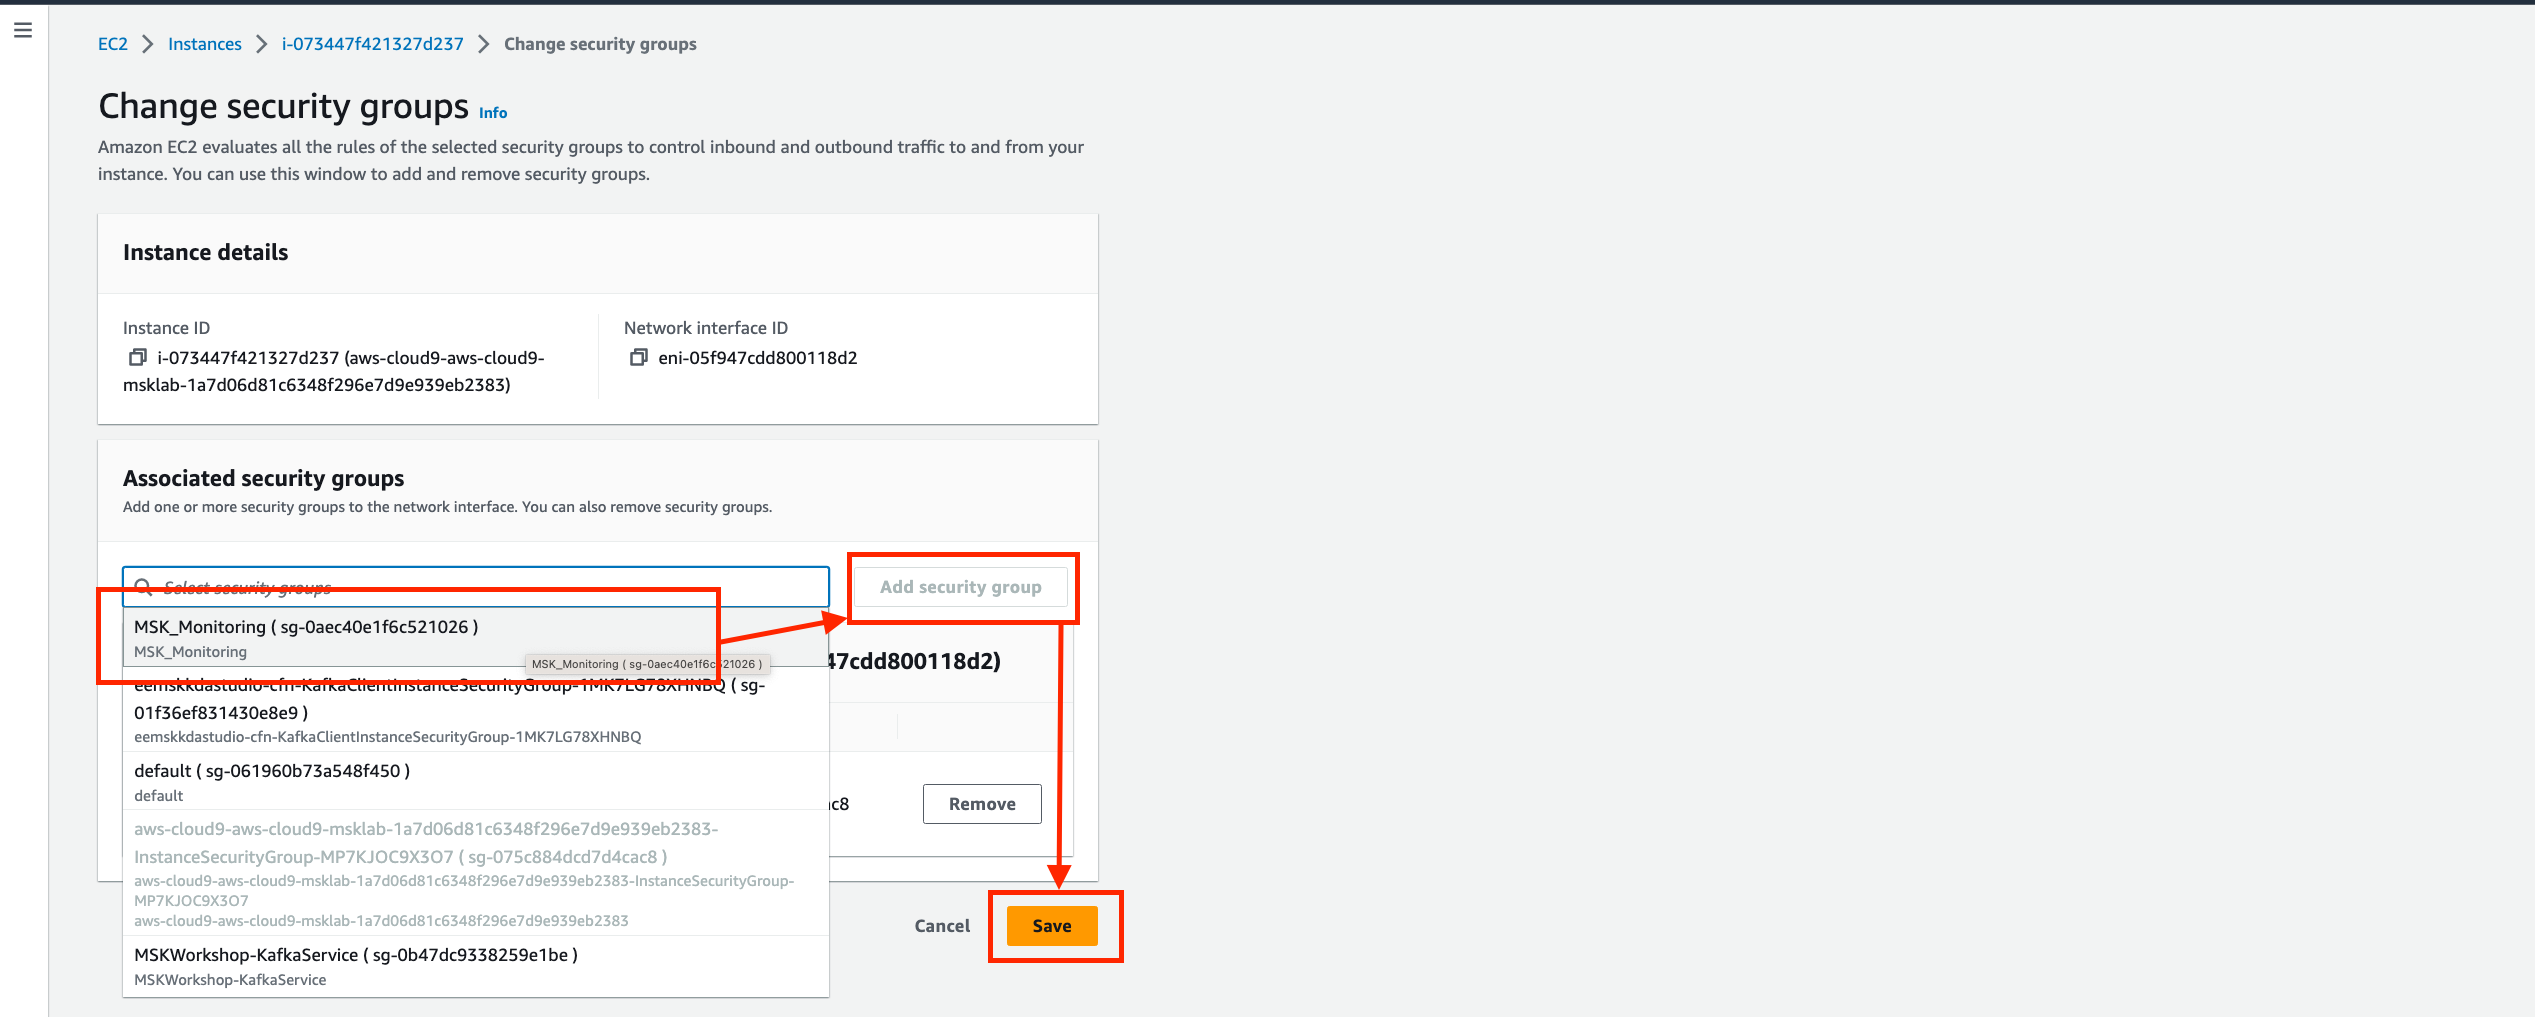 EC2 > Instances > i-073447f421327d237 > Change security groups
Change security groups Info
Amazon EC2 evaluates all the rules of the selected security groups to control inbound and outbound traffic to and from your
instance. You can use this window to add and remove security groups.
Instance details
Instance ID
i-073447f421327d237 (aws-cloud9-aws-cloud9-
msklab-1a7d06d81c6348f296e7d9e939eb2383)
Network interface ID
eni-05f947cdd800118d2
Associated security groups
Add one or more security groups to the network interface. You can also remove security groups.
Select security groups
Add security group
MSK_Monitoring ( sg-0aec40e1f6c521026 )
MSK_Monitoring
MSK_Monitoring ( sg-0aec40e1f6c521026 )
47cdd800118d2)
eemskkdastudio-cfn-KafkaClientInstanceSecurityGroup-1MK7LG78XHNBQ ( sg-
01f36ef831430e8e9 )
eemskkdastudio-cfn-KafkaClientInstanceSecurityGroup-1MK7LG78XHNBQ
default ( sg-061960b73a548f450 )
default
ac8
Remove
aws-cloud9-aws-cloud9-msklab-1a7d06d81c6348f296e7d9e939eb2383-
InstanceSecurityGroup-MP7KJOC9X3O7 ( sg-075c884dcd7d4cac8 )
aws-cloud9-aws-cloud9-msklab-1a7d06d81c6348f296e7d9e939eb2383-InstanceSecurityGroup-
MP7KJOC9X3O7
aws-cloud9-aws-cloud9-msklab-1a7d06d81c6348f296e7d9e939eb2383
MSKWorkshop-KafkaService ( sg-0b47dc9338259e1be )
MSKWorkshop-KafkaService
Cancel
Save